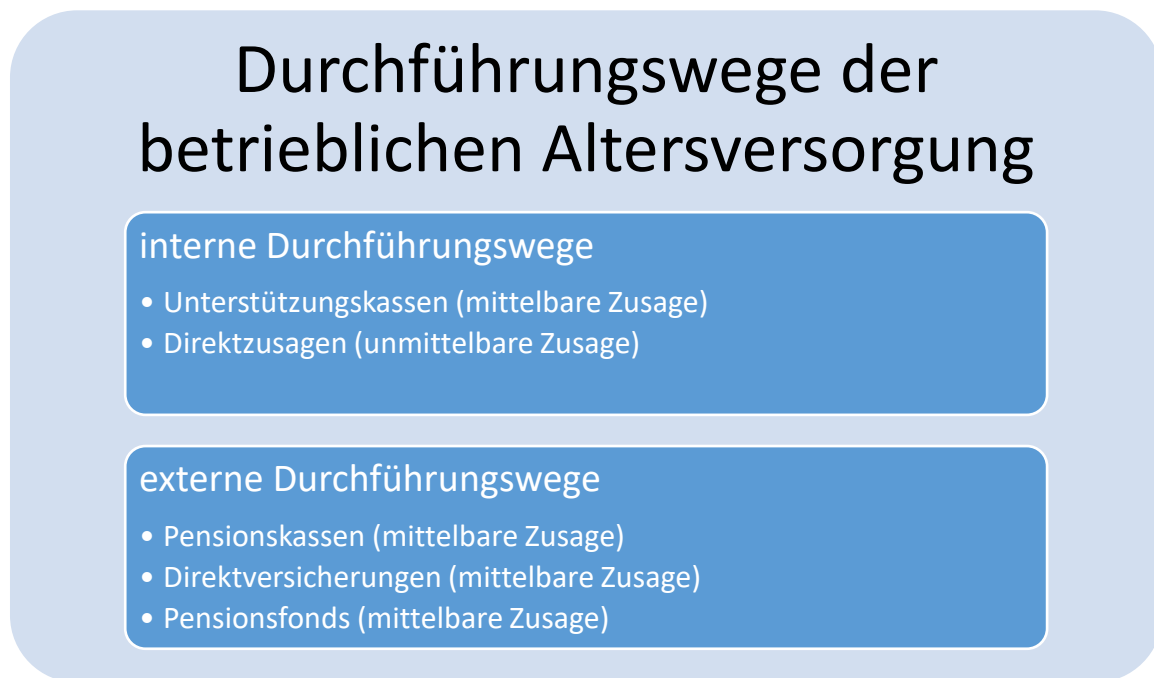 Durchführungswege der
betrieblichen Altersversorgung
interne Durchführungswege
• Unterstützungskassen (mittelbare Zusage)
• Direktzusagen (unmittelbare Zusage)
externe Durchführungswege
• Pensionskassen (mittelbare Zusage)
• Direktversicherungen (mittelbare Zusage)
• Pensionsfonds (mittelbare Zusage)